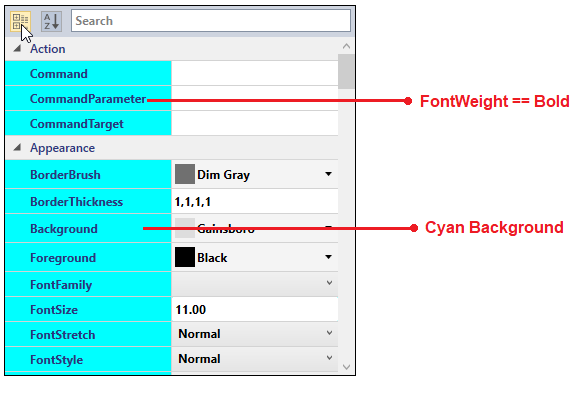 A Z Search
Action
Command
CommandParameter FontWeight == Bold
CommandTarget
Appearance
BorderBrush Dim Gray
BorderThickness 1,1,1,1
Background Gainsboro Cyan Background
Foreground Black
FontFamily
FontSize 11.00
FontStretch Normal
FontStyle Normal